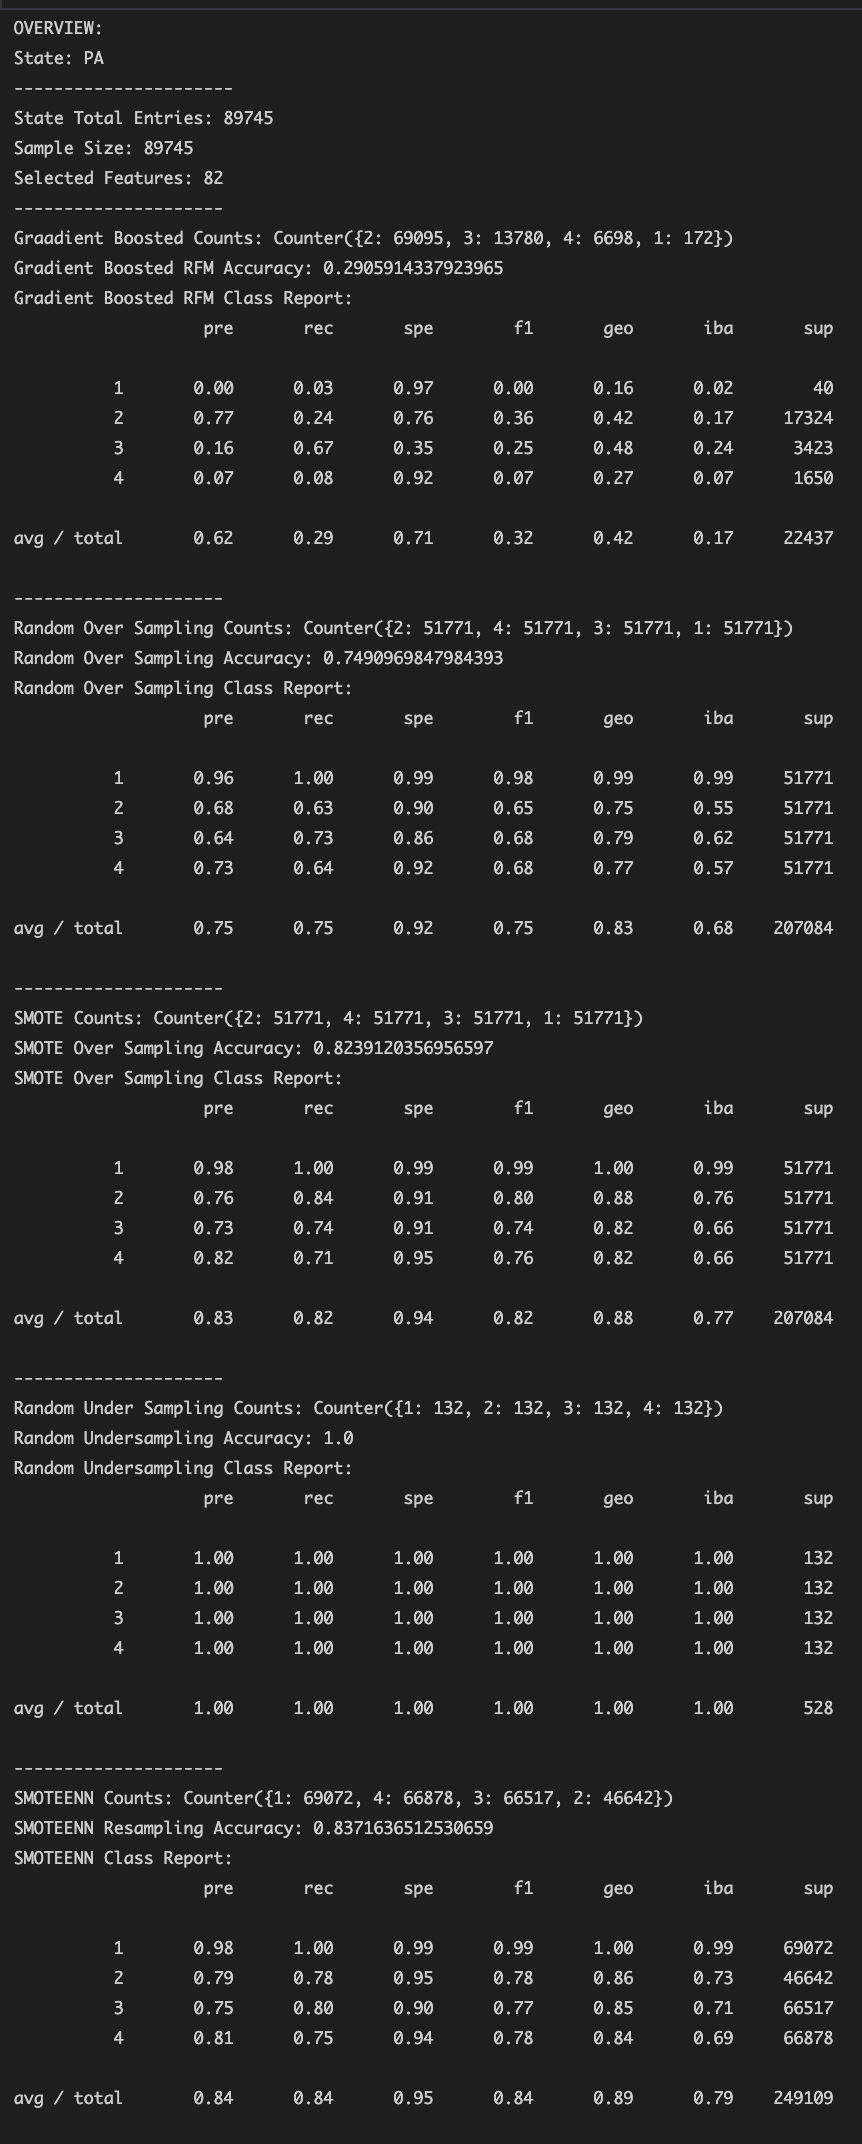 OVERVIEW:
State: PA
----------------------
State Total Entries: 89745
Sample Size: 89745
Selected Features: 82
---------------------
Graadient Boosted Counts: Counter({2: 69095, 3: 13780, 4: 6698, 1: 172})
Gradient Boosted RFM Accuracy: 0.2905914337923965
Gradient Boosted RFM Class Report:
pre rec spe f1 geo iba sup
1 0.00 0.03 0.97 0.00 0.16 0.02 40
2 0.77 0.24 0.76 0.36 0.42 0.17 17324
3 0.16 0.67 0.35 0.25 0.48 0.24 3423
4 0.07 0.08 0.92 0.07 0.27 0.07 1650
avg / total 0.62 0.29 0.71 0.32 0.42 0.17 22437
---------------------
Random Over Sampling Counts: Counter({2: 51771, 4: 51771, 3: 51771, 1: 51771})
Random Over Sampling Accuracy: 0.7490969847984393
Random Over Sampling Class Report:
pre rec spe f1 geo iba sup
1 0.96 1.00 0.99 0.98 0.99 0.99 51771
2 0.68 0.63 0.90 0.65 0.75 0.55 51771
3 0.64 0.73 0.86 0.68 0.79 0.62 51771
4 0.73 0.64 0.92 0.68 0.77 0.57 51771
avg / total 0.75 0.75 0.92 0.75 0.83 0.68 207084
---------------------
SMOTE Counts: Counter({2: 51771, 4: 51771, 3: 51771, 1: 51771})
SMOTE Over Sampling Accuracy: 0.8239120356956597
SMOTE Over Sampling Class Report:
pre rec spe f1 geo iba sup
1 0.98 1.00 0.99 0.99 1.00 0.99 51771
2 0.76 0.84 0.91 0.80 0.88 0.76 51771
3 0.73 0.74 0.91 0.74 0.82 0.66 51771
4 0.82 0.71 0.95 0.76 0.82 0.66 51771
avg / total 0.83 0.82 0.94 0.82 0.88 0.77 207084
---------------------
Random Under Sampling Counts: Counter({1: 132, 2: 132, 3: 132, 4: 132})
Random Undersampling Accuracy: 1.0
Random Undersampling Class Report:
pre rec spe f1 geo iba sup
1 1.00 1.00 1.00 1.00 1.00 1.00 132
2 1.00 1.00 1.00 1.00 1.00 1.00 132
3 1.00 1.00 1.00 1.00 1.00 1.00 132
4 1.00 1.00 1.00 1.00 1.00 1.00 132
avg / total 1.00 1.00 1.00 1.00 1.00 1.00 528
---------------------
SMOTEENN Counts: Counter({1: 69072, 4: 66878, 3: 66517, 2: 46642})
SMOTEENN Resampling Accuracy: 0.8371636512530659
SMOTEENN Class Report:
pre rec spe f1 geo iba sup
1 0.98 1.00 0.99 0.99 1.00 0.99 69072
2 0.79 0.78 0.95 0.78 0.86 0.73 46642
3 0.75 0.80 0.90 0.77 0.85 0.71 66517
4 0.81 0.75 0.94 0.78 0.84 0.69 66878
avg / total 0.84 0.84 0.95 0.84 0.89 0.79 249109